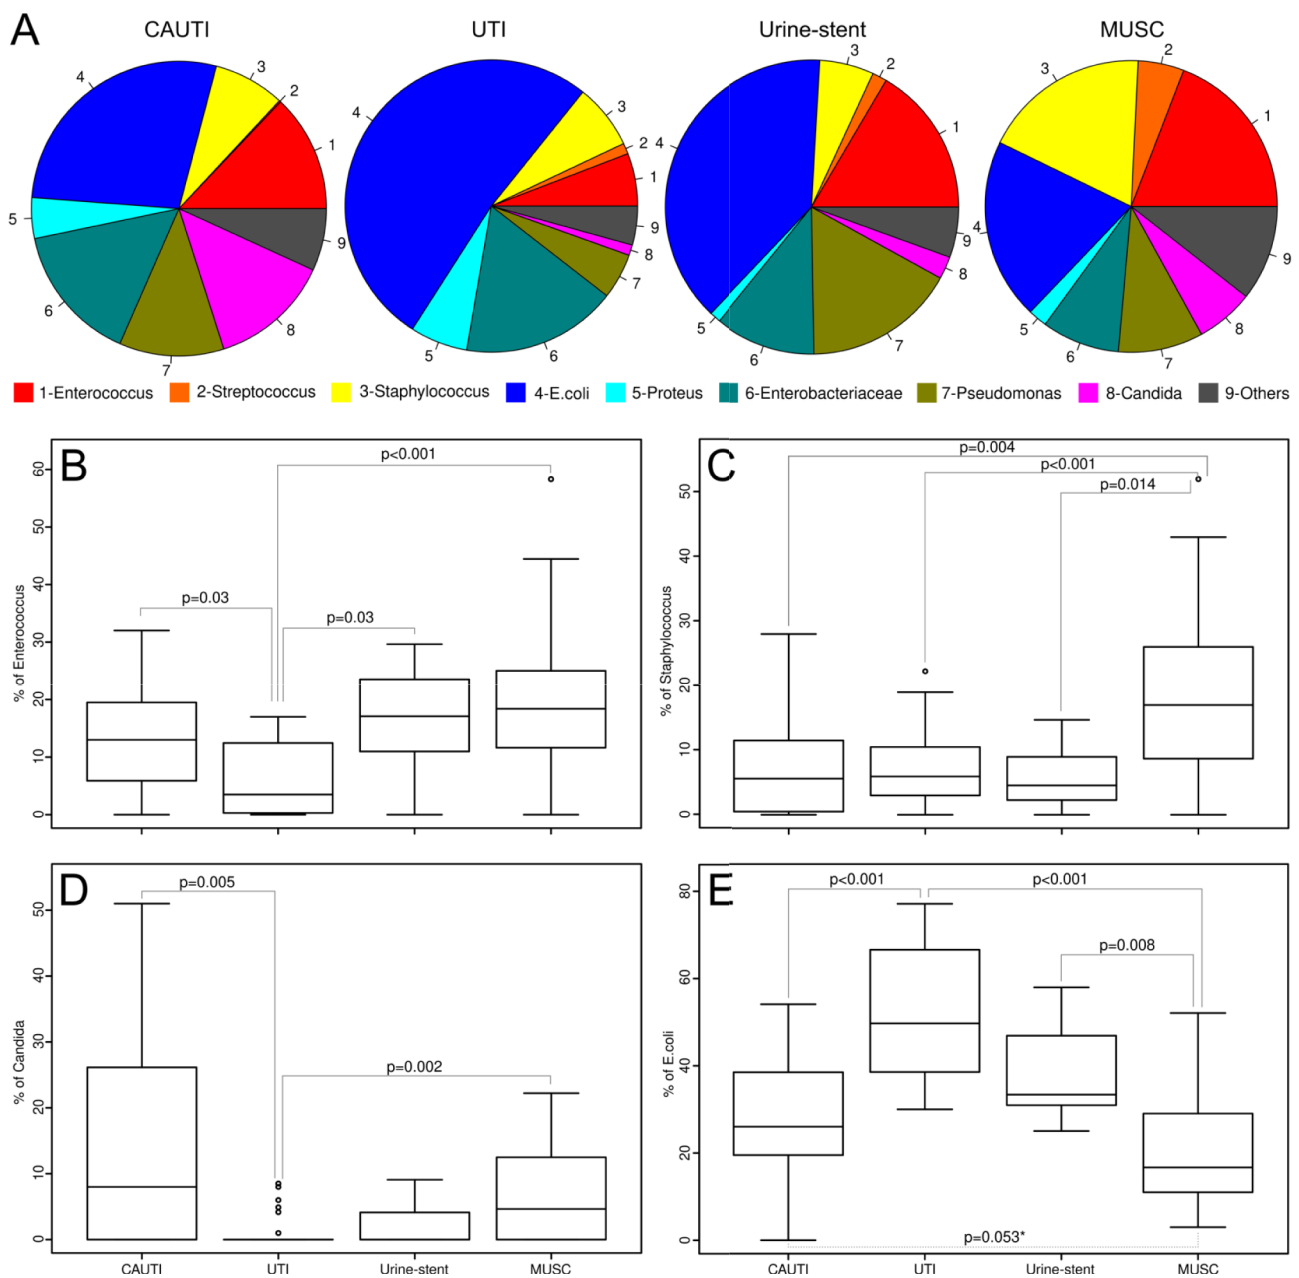 A
CAUTI
UTI
Urine-stent
MUSC
4
3
2
1
5
6
7
8
9
4
3
2
1
9
8
7
6
5
3
2
4
1
5
6
7
8
9
3
2
1
4
5
6
7
8
9
1-Enterococcus 2-Streptococcus 3-Staphylococcus 4-E.coli 5-Proteus 6-Enterobacteriaceae 7-Pseudomonas 8-Candida 9-Others
B
% of Enterococcus
60
50
40
30
20
10
0
p<0.001
p=0.03
p=0.03
C
% of Staphylococcus
50
40
30
20
10
0
p=0.004
p<0.001
p=0.014
D
% of Candida
50
40
30
20
10
0
p=0.005
p=0.002
CAUTI UTI Urine-stent MUSC
E
% of E.coli
80
60
40
20
0
p<0.001
p<0.001
p=0.008
p=0.053*
CAUTI UTI Urine-stent MUSC